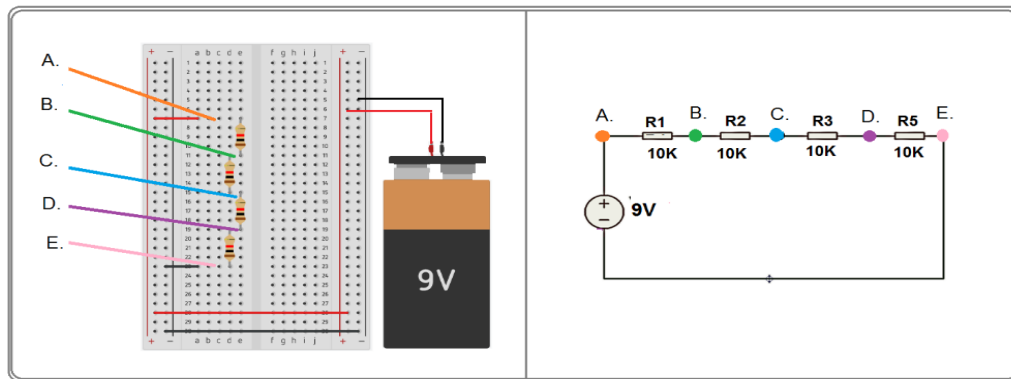 A.
B.
C.
D.
E.
+ − a b c d e f g h i j + −
+ − a b c d e f g h i j + −
9V
A. R1 B. R2 C. R3 D. R5 E.
10K 10K 10K 10K
+
−
9V